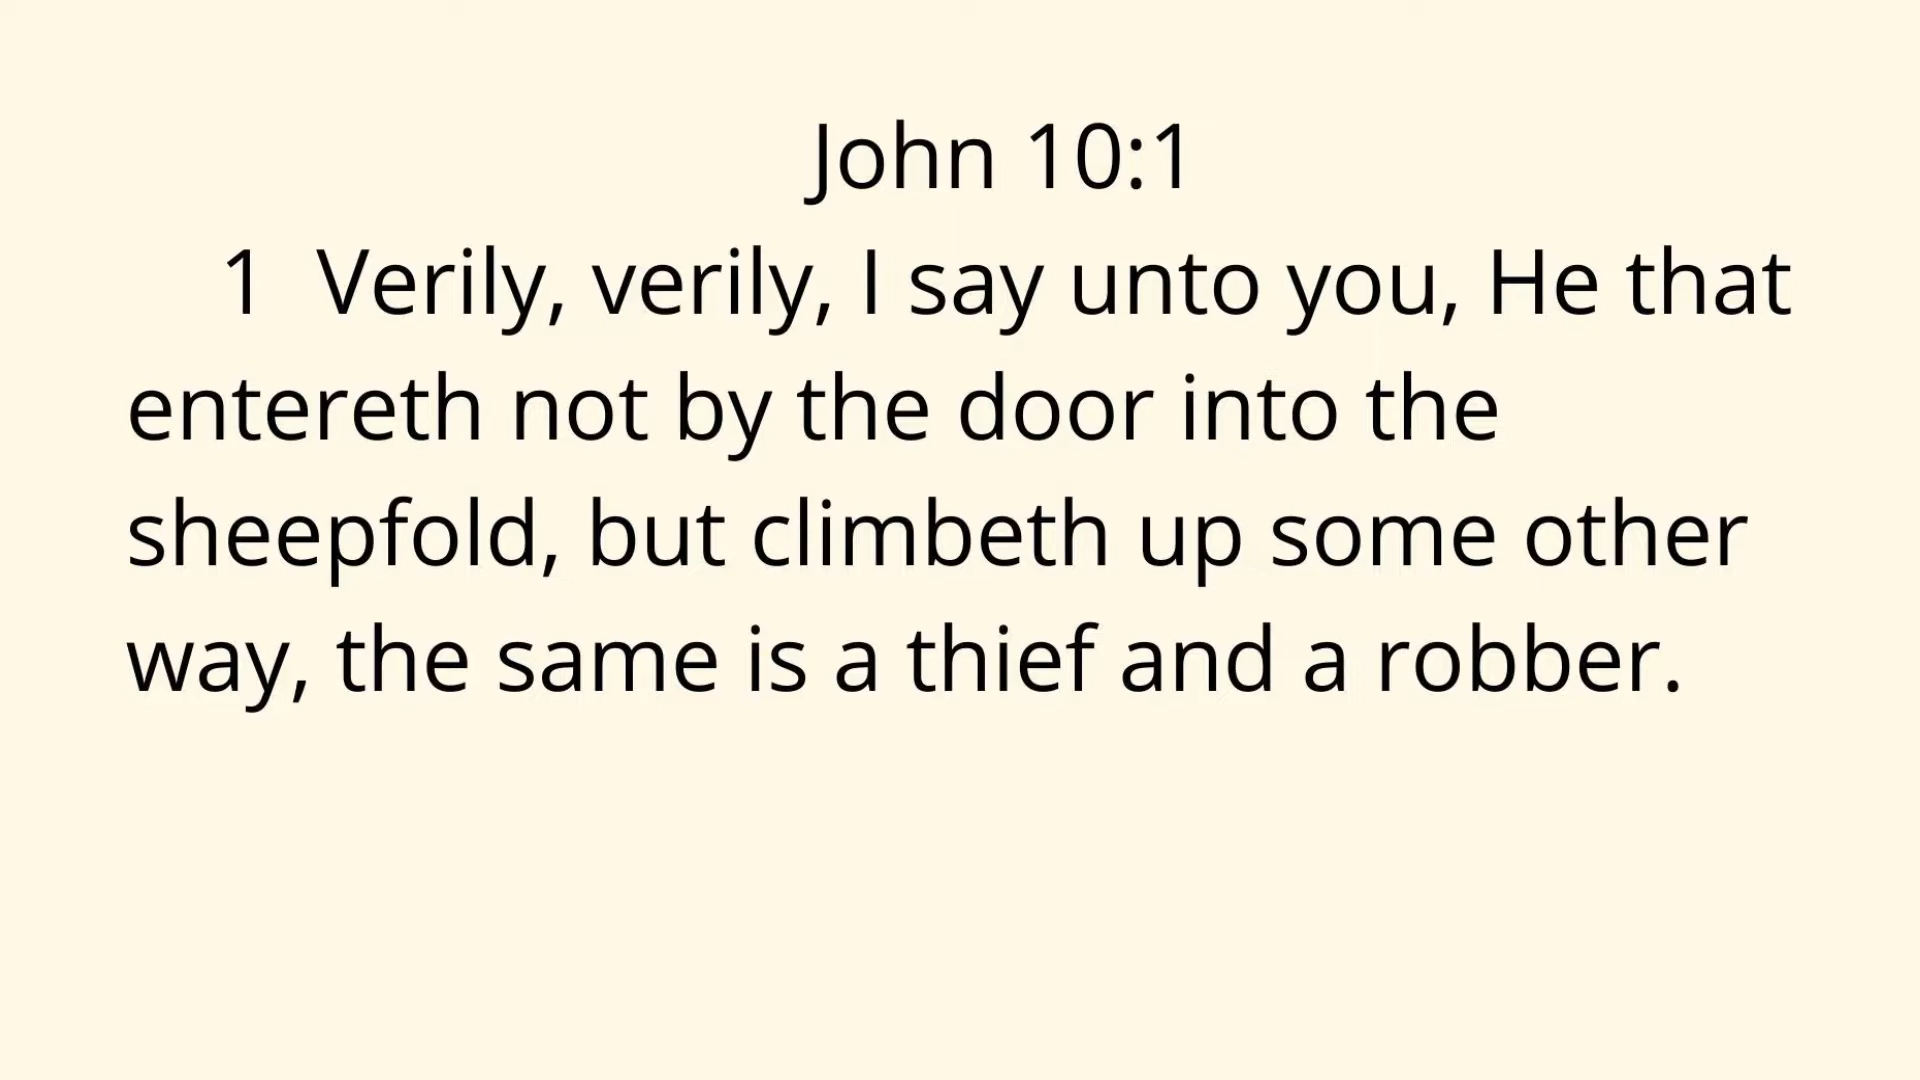 John 10:1
1 Verily, verily, I say unto you, He that
entereth not by the door into the
sheepfold, but climbeth up some other
way, the same is a thief and a robber.